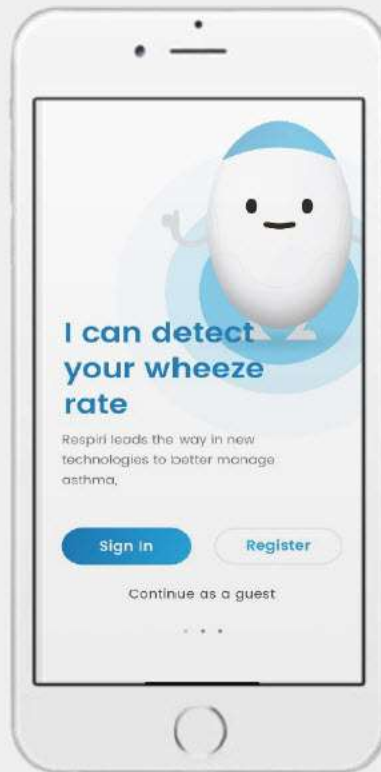 I can detect
your wheeze
rate
Respiri leads the way in new
technologies to better manage
asthma.
Sign In
Register
Continue as a guest